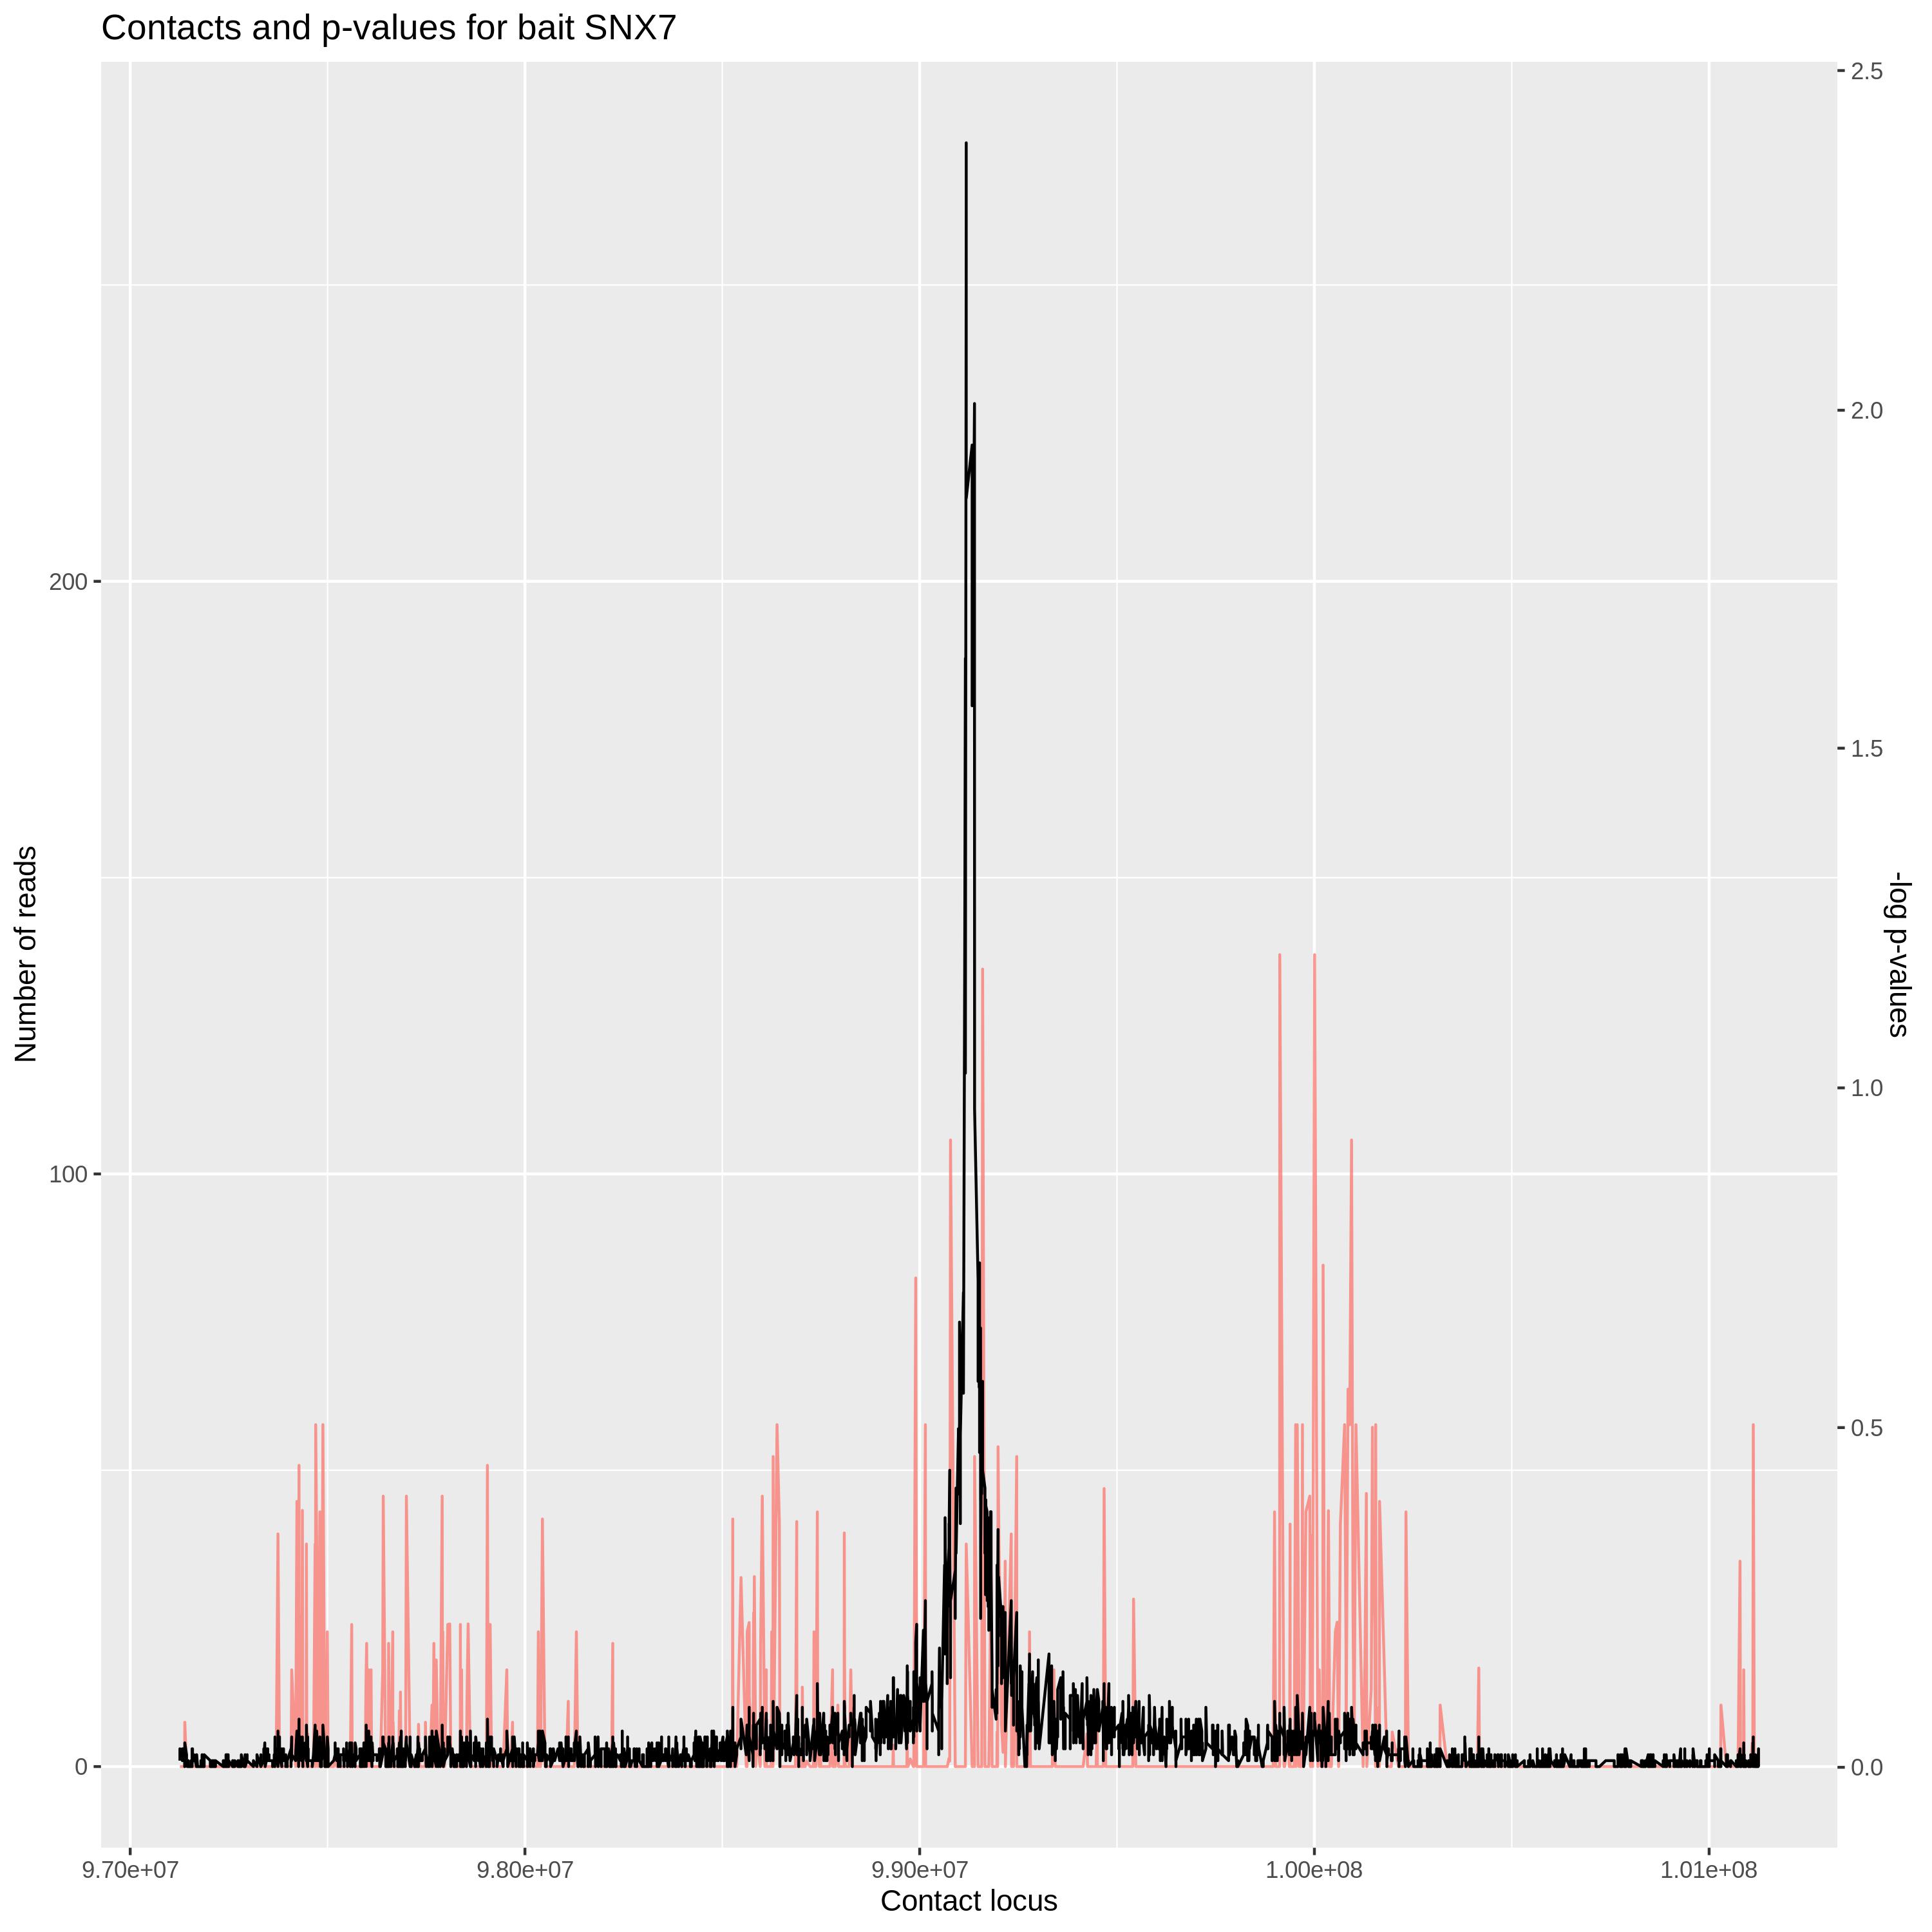 Contacts and p-values for bait SNX7
Number of reads
200
100
0
2.5
2.0
1.5
1.0
0.5
0.0
-log p-values
9.70e+07
9.80e+07
9.90e+07
1.00e+08
1.01e+08
Contact locus